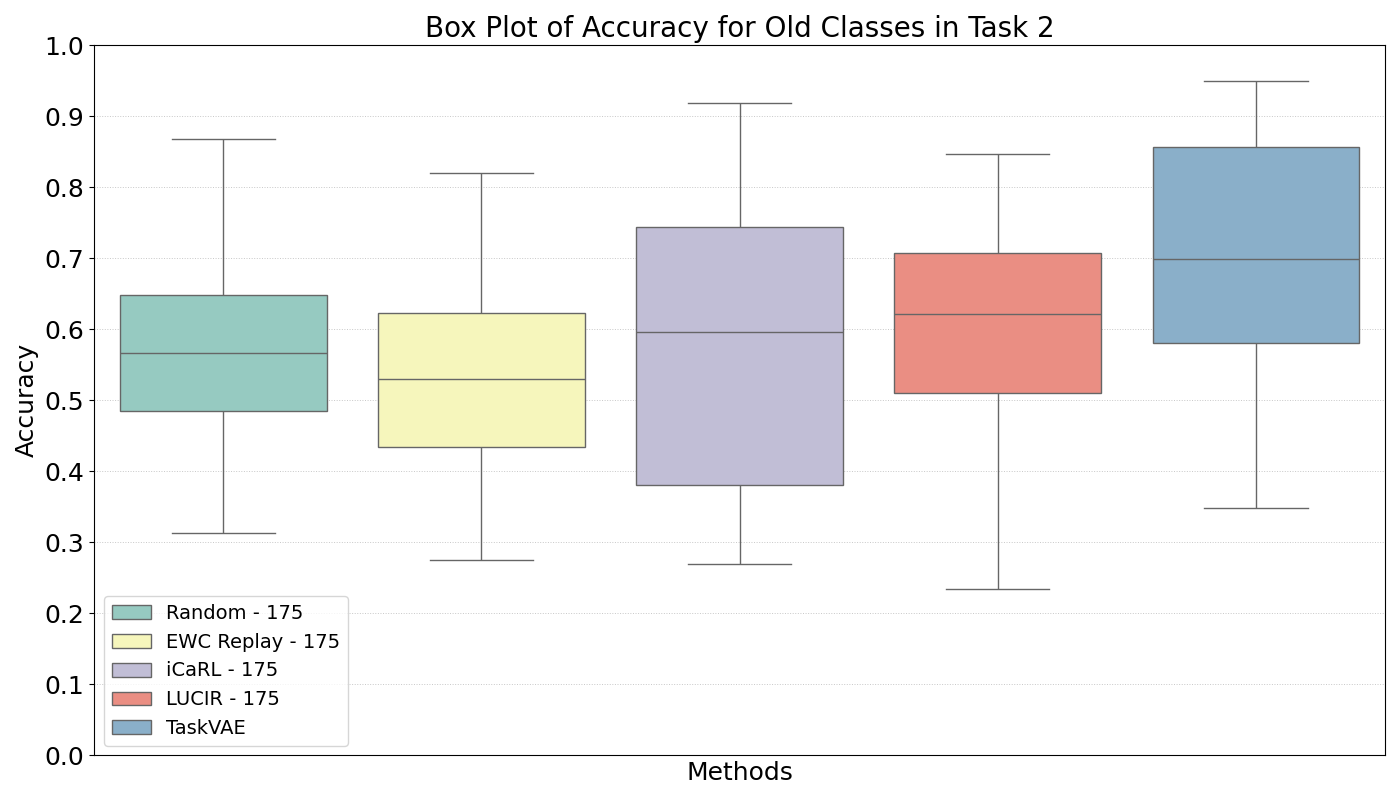 Box Plot of Accuracy for Old Classes in Task 2
1.0
0.9
0.8
0.7
0.6
0.5
0.4
0.3
0.2
0.1
0.0
Accuracy
Random - 175
EWC Replay - 175
iCaRL - 175
LUCIR - 175
TaskVAE
Methods